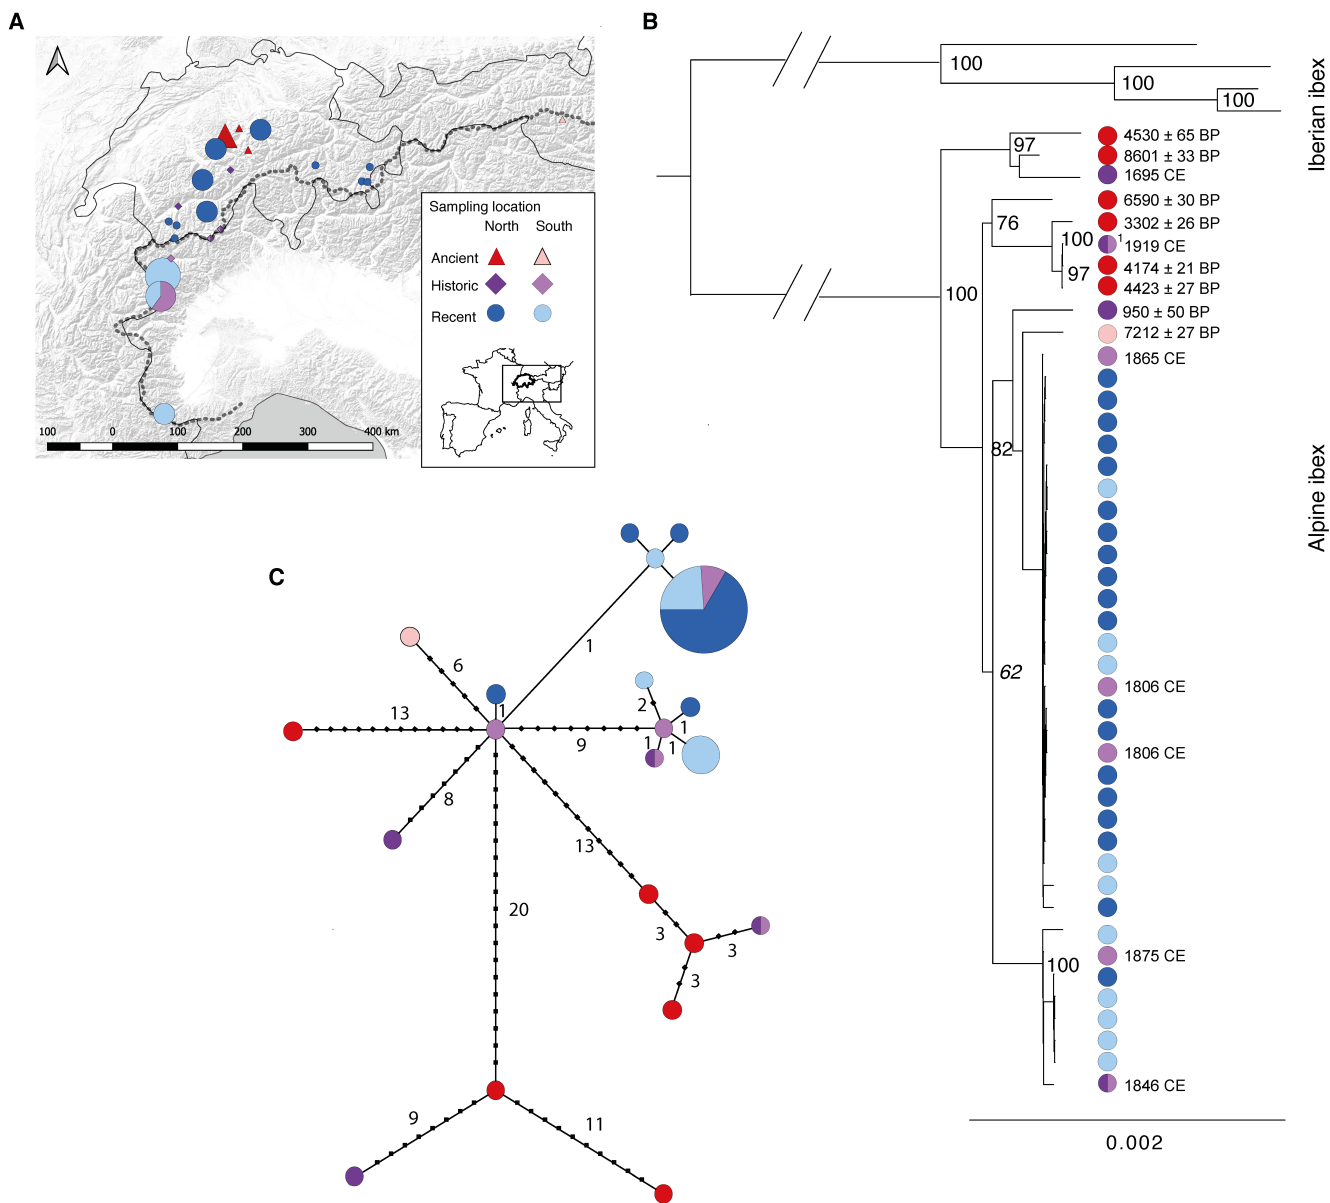 A
Sampling location
North South
Ancient
Historic
Recent
100 0 100 200 300 400 km
B
100
100
100
Iberian ibex
97
4530 ± 65 BP
8601 ± 33 BP
1695 CE
76
6590 ± 30 BP
3302 ± 26 BP
100
¹1919 CE
97
4174 ± 21 BP
4423 ± 27 BP
100
950 ± 50 BP
7212 ± 27 BP
1865 CE
82
Alpine ibex
62
1806 CE
1806 CE
100
1875 CE
1846 CE
0.002
C
1
6
13
1
2
1
9
1
1
8
13
20
3
3
3
9
11